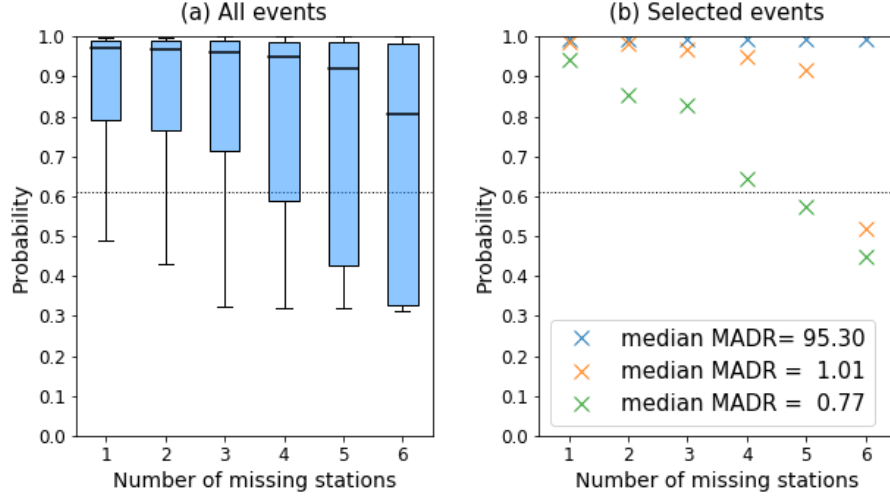 (a) All events
Probability
1.0
0.9
0.8
0.7
0.6
0.5
0.4
0.3
0.2
0.1
0.0
1 2 3 4 5 6
Number of missing stations
(b) Selected events
Probability
1.0
0.9
0.8
0.7
0.6
0.5
0.4
0.3
0.2
0.1
0.0
median MADR= 95.30
median MADR = 1.01
median MADR = 0.77
1 2 3 4 5 6
Number of missing stations